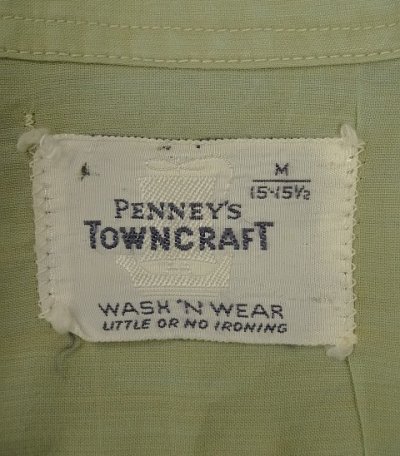 M
15-15½
PENNEY'S
TOWNCRAFT
WASH 'N WEAR
LITTLE OR NO IRONING